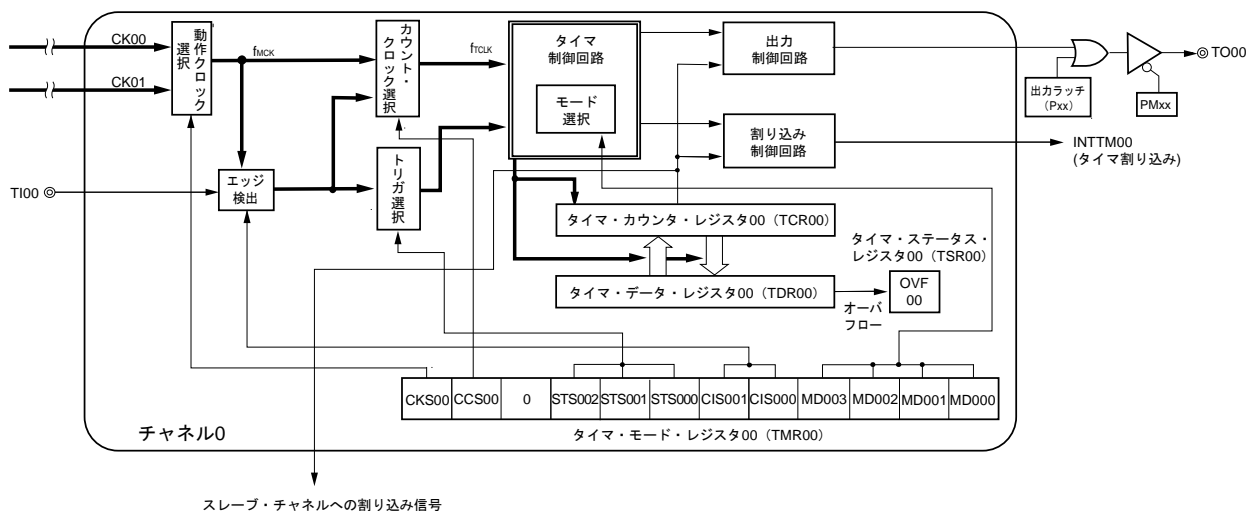 CK00
CK01
動作クロック
選択
fMCK
カウント・
クロック選択
fTCLK
タイマ
制御回路
モード
選択
出力
制御回路
出力ラッチ
(Pxx)
PMxx
TO00
割り込み
制御回路
INTTM00
(タイマ割り込み)
TI00
エッジ
検出
トリガ選択
タイマ・カウンタ・レジスタ00(TCR00)
タイマ・データ・レジスタ00(TDR00)
タイマ・ステータス・
レジスタ00(TSR00)
OVF
00
オーバ
フロー
CKS00 CCS00 0 STS002 STS001 STS000 CIS001 CIS000 MD003 MD002 MD001 MD000
チャネル0
タイマ・モード・レジスタ00(TMR00)
スレーブ・チャネルへの割り込み信号